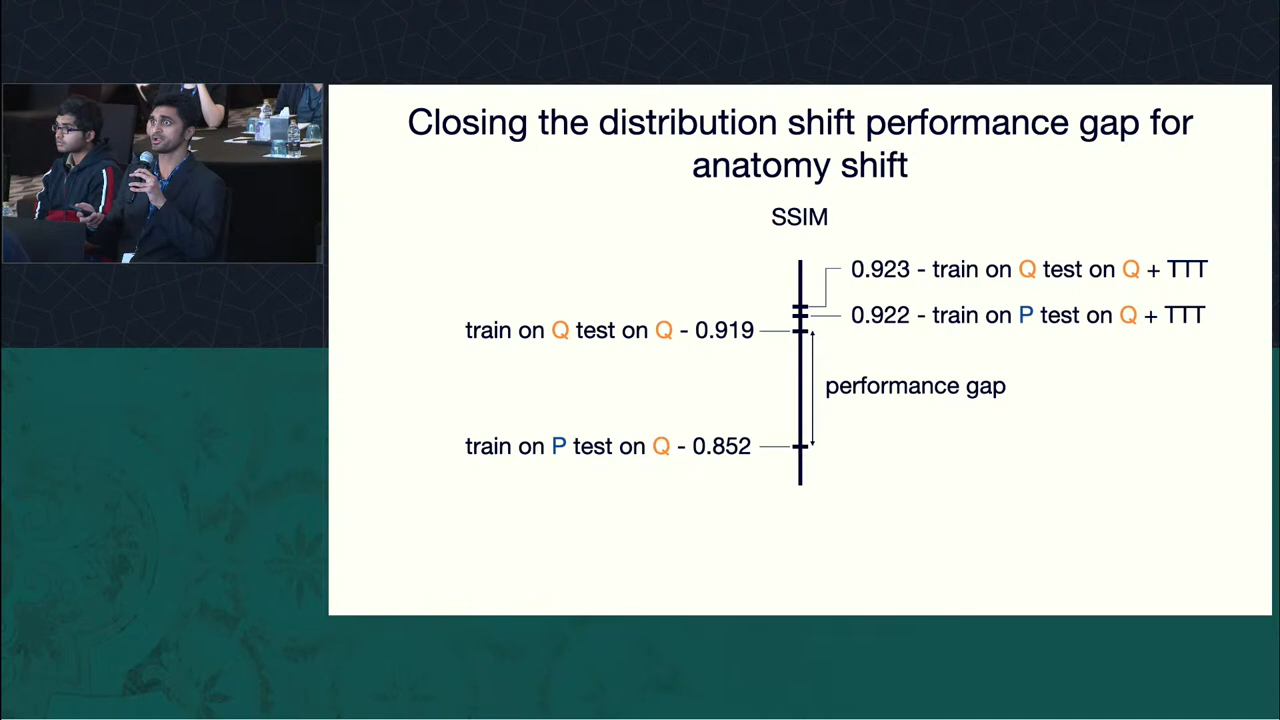 Closing the distribution shift performance gap for
anatomy shift
SSIM
0.923 - train on Q test on Q + TTT
0.922 - train on P test on Q + TTT
train on Q test on Q - 0.919
performance gap
train on P test on Q - 0.852